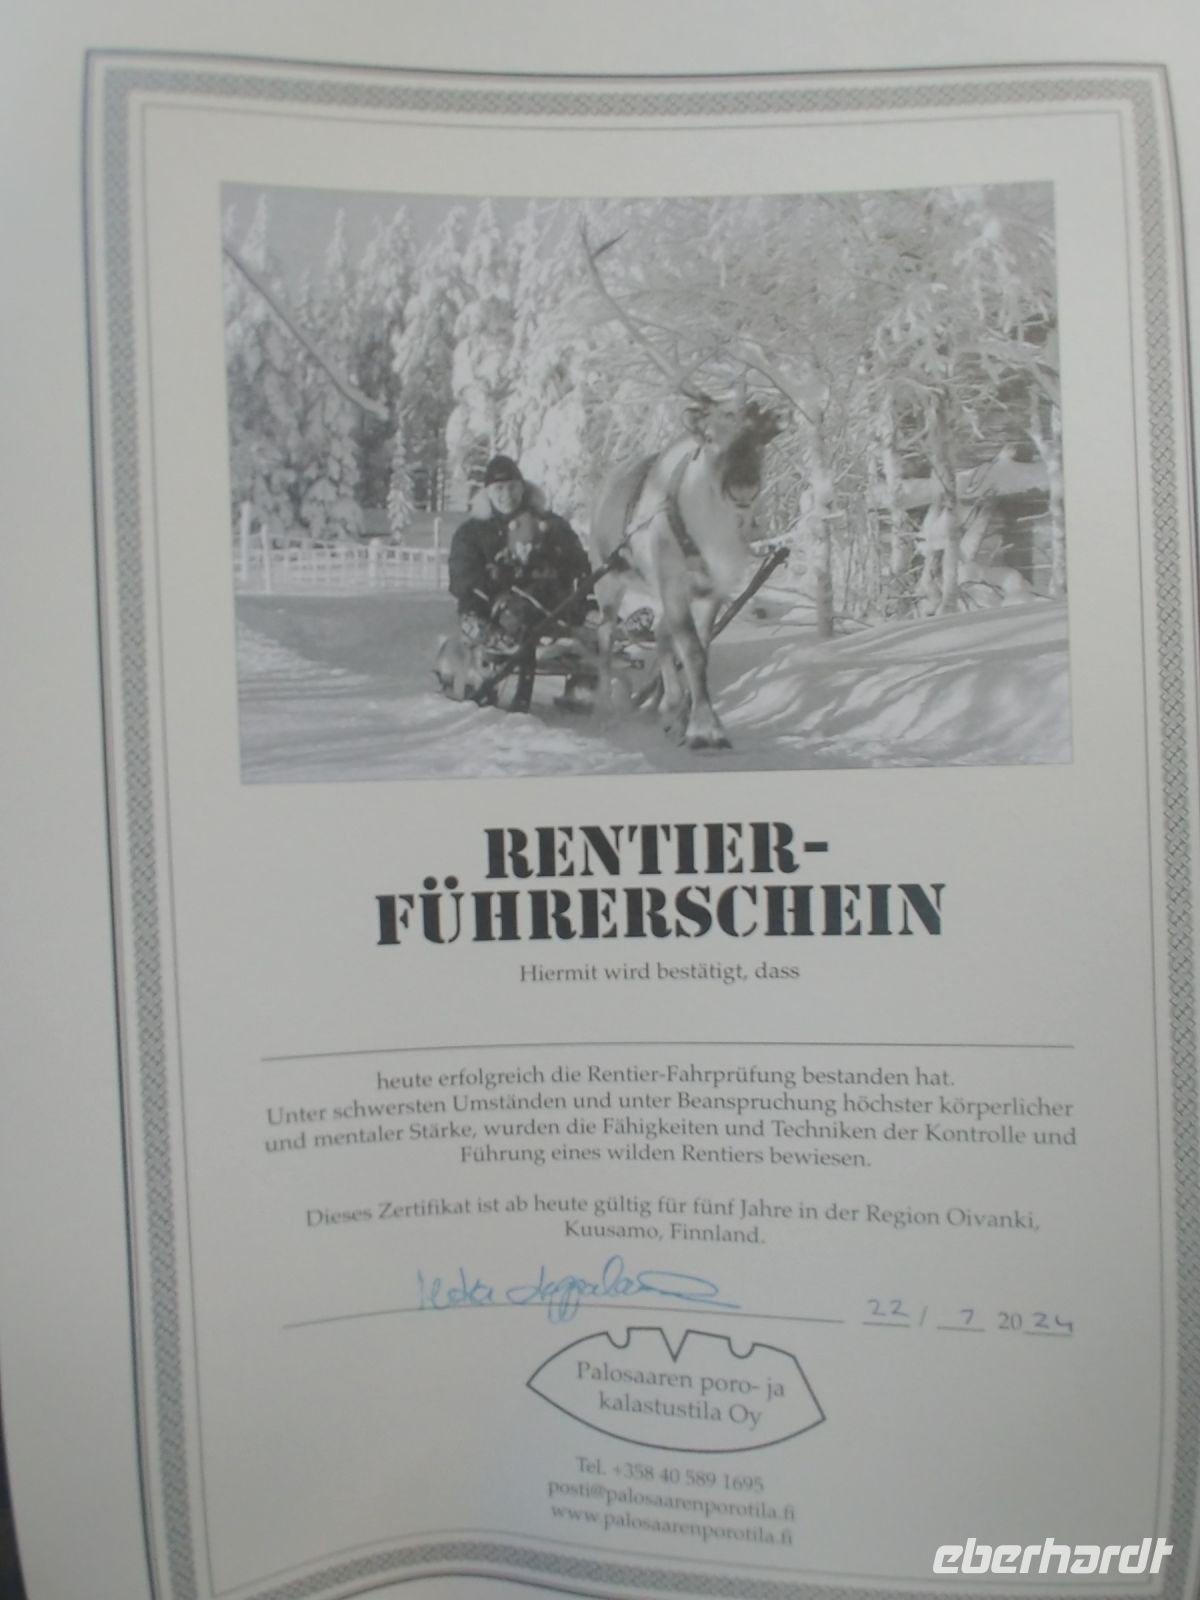 RENTIER-
FÜHRERSCHEIN
Hiermit wird bestätigt, dass
heute erfolgreich die Rentier-Fahrprüfung bestanden hat.
Unter schwersten Umständen und unter Beanspruchung höchster körperlicher
und mentaler Stärke, wurden die Fähigkeiten und Techniken der Kontrolle und
Führung eines wilden Rentiers bewiesen.
Dieses Zertifikat ist ab heute gültig für fünf Jahre in der Region Oivanki,
Kuusamo, Finnland.
22 / 7 2024
Palosaaren poro- ja
kalastustila Oy
Tel. +358 40 589 1695
posti@palosaarenporotila.fi
www.palosaarenporotila.fi
eberhardt